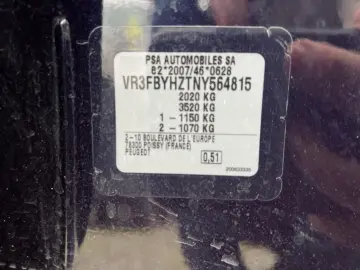 PSA AUTOMOBILES SA
e2*2007/46*0628
VR3FBYHZTNY564815
2020 KG
3520 KG
1 - 1150 KG
2 - 1070 KG
2-10 BOULEVARD DE L'EUROPE
78300 POISSY (FRANCE)
PEUGEOT
0,51